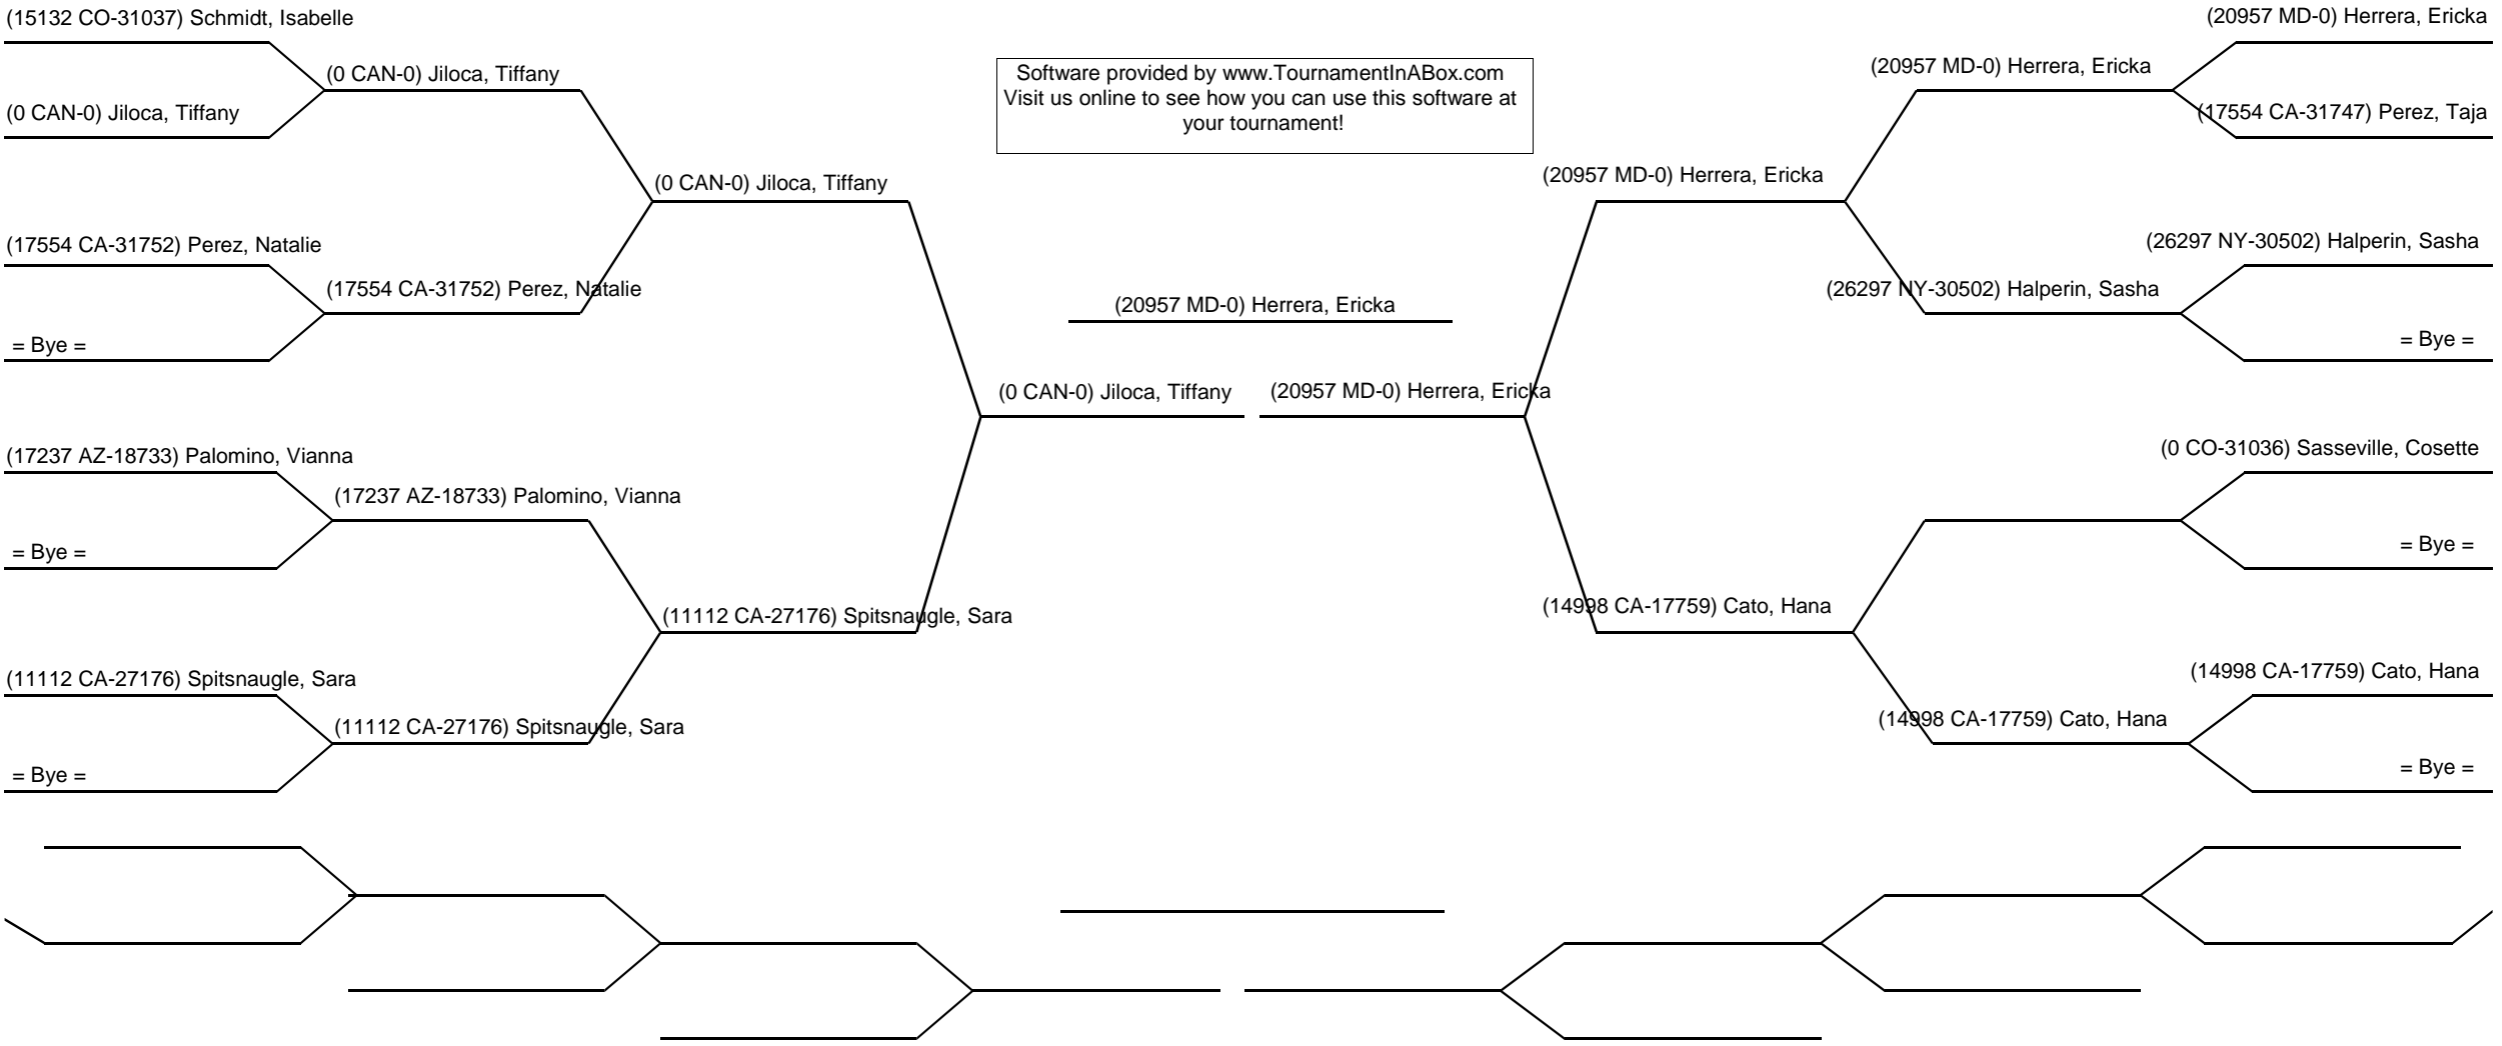 (15132 CO-31037) Schmidt, Isabelle
(0 CAN-0) Jiloca, Tiffany
(0 CAN-0) Jiloca, Tiffany
(17554 CA-31752) Perez, Natalie
(17554 CA-31752) Perez, Natalie
= Bye =
(0 CAN-0) Jiloca, Tiffany
(17237 AZ-18733) Palomino, Vianna
(17237 AZ-18733) Palomino, Vianna
= Bye =
(11112 CA-27176) Spitsnaugle, Sara
(11112 CA-27176) Spitsnaugle, Sara
(11112 CA-27176) Spitsnaugle, Sara
= Bye =
Software provided by www.TournamentInABox.com
Visit us online to see how you can use this software at
your tournament!
(20957 MD-0) Herrera, Ericka
(0 CAN-0) Jiloca, Tiffany
(20957 MD-0) Herrera, Ericka
(20957 MD-0) Herrera, Ericka
(20957 MD-0) Herrera, Ericka
(20957 MD-0) Herrera, Ericka
(17554 CA-31747) Perez, Taja
(26297 NY-30502) Halperin, Sasha
(26297 NY-30502) Halperin, Sasha
= Bye =
(0 CO-31036) Sasseville, Cosette
= Bye =
(14998 CA-17759) Cato, Hana
(14998 CA-17759) Cato, Hana
(14998 CA-17759) Cato, Hana
= Bye =